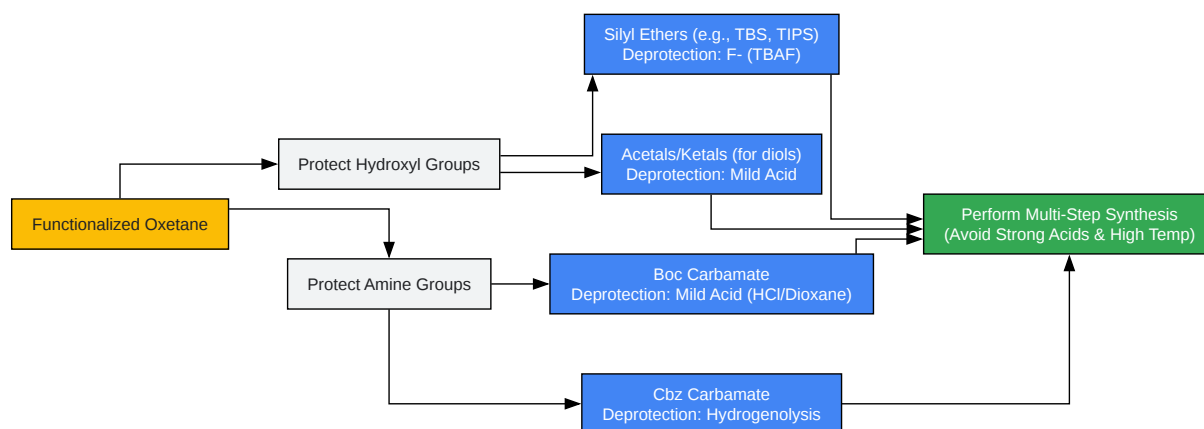 Functionalized Oxetane
Protect Hydroxyl Groups
Protect Amine Groups
Silyl Ethers (e.g., TBS, TIPS)
Deprotection: F- (TBAF)
Acetals/Ketals (for diols)
Deprotection: Mild Acid
Boc Carbamate
Deprotection: Mild Acid (HCl/Dioxane)
Cbz Carbamate
Deprotection: Hydrogenolysis
Perform Multi-Step Synthesis
(Avoid Strong Acids & High Temp)